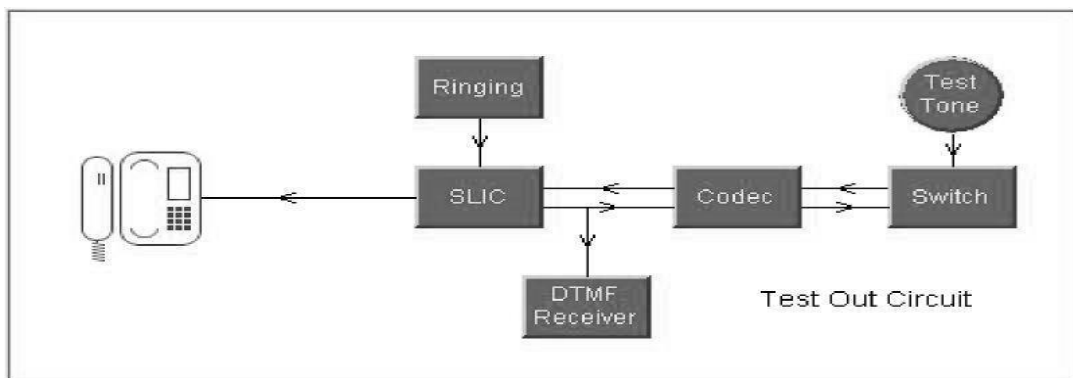 Ringing
Test
Tone
SLIC
Codec
Switch
DTMF
Receiver
Test Out Circuit